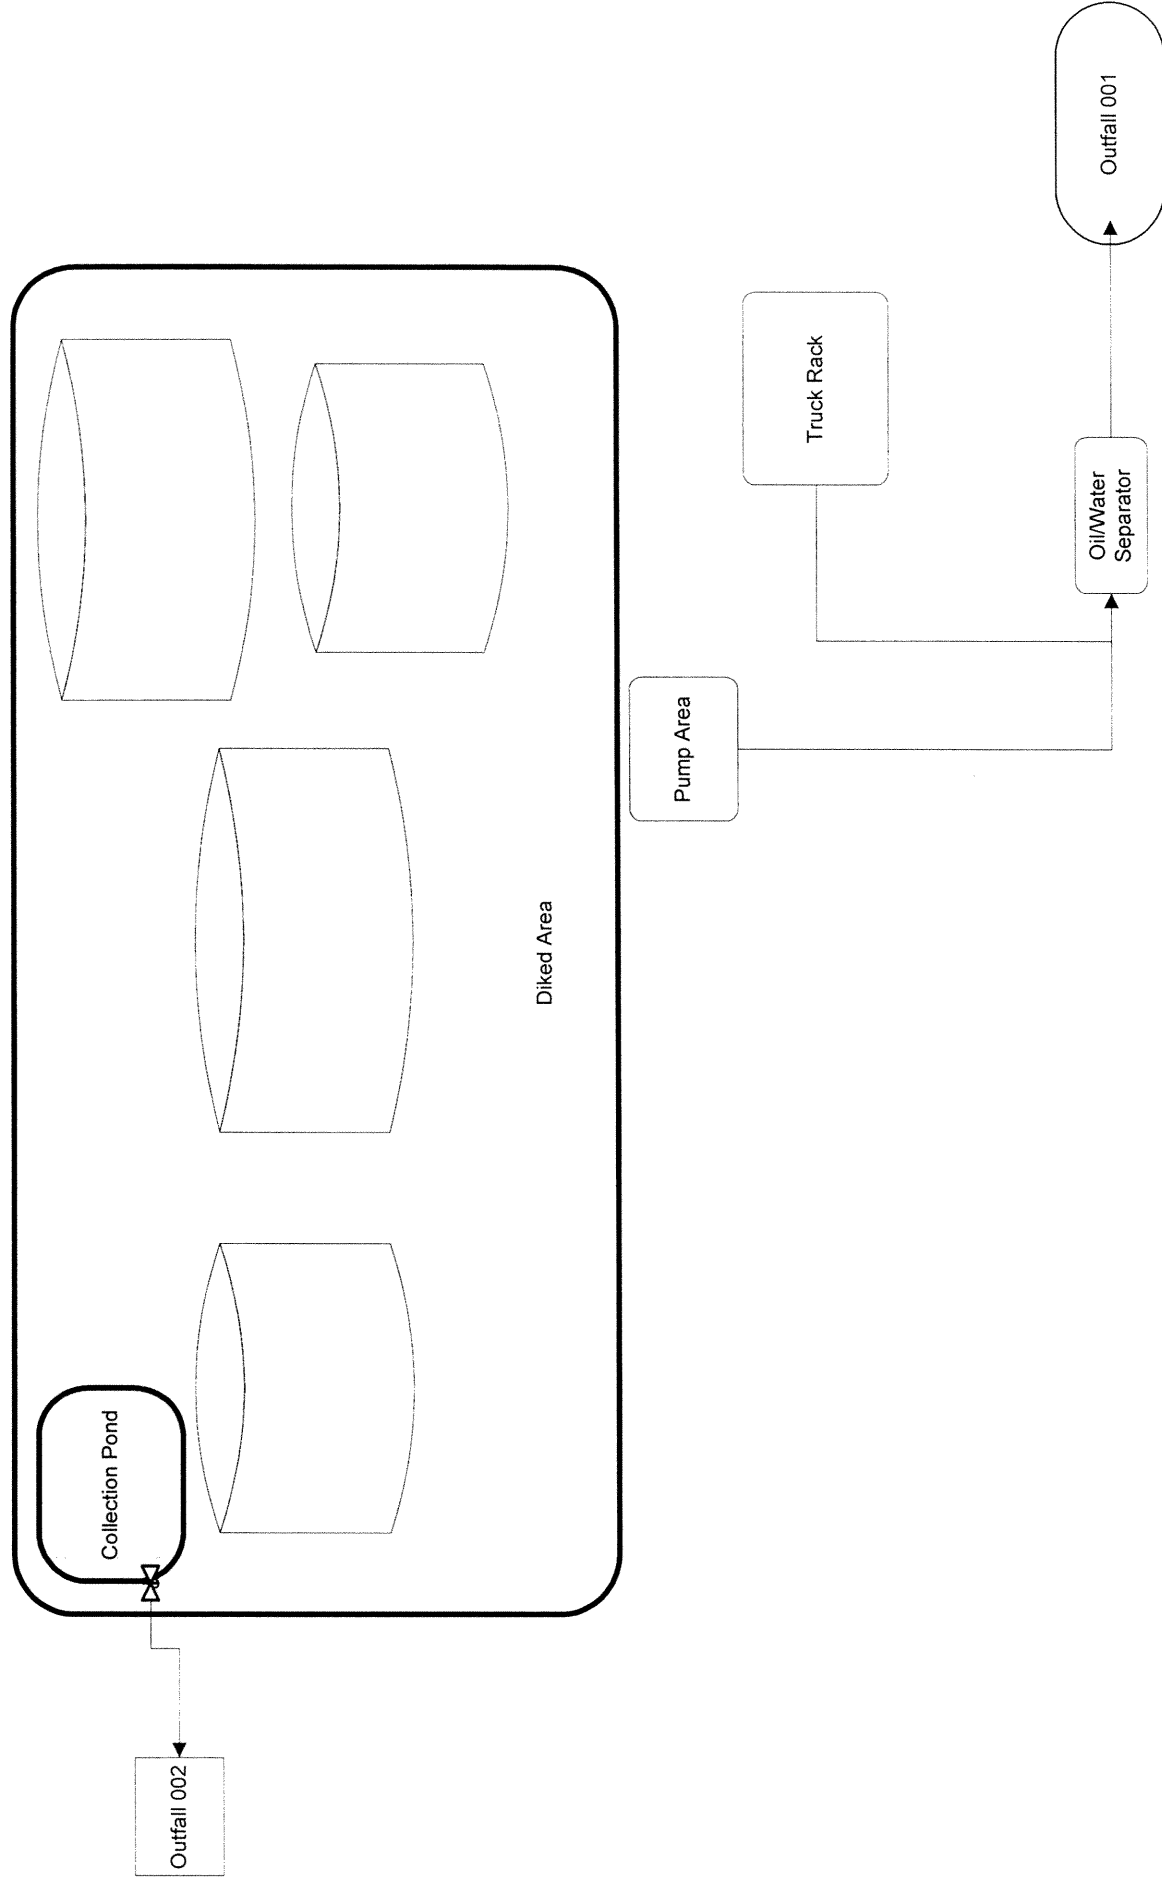 Collection Pond
Outfall 002
Diked Area
Pump Area
Truck Rack
Oil/Water
Separator
Outfall 001